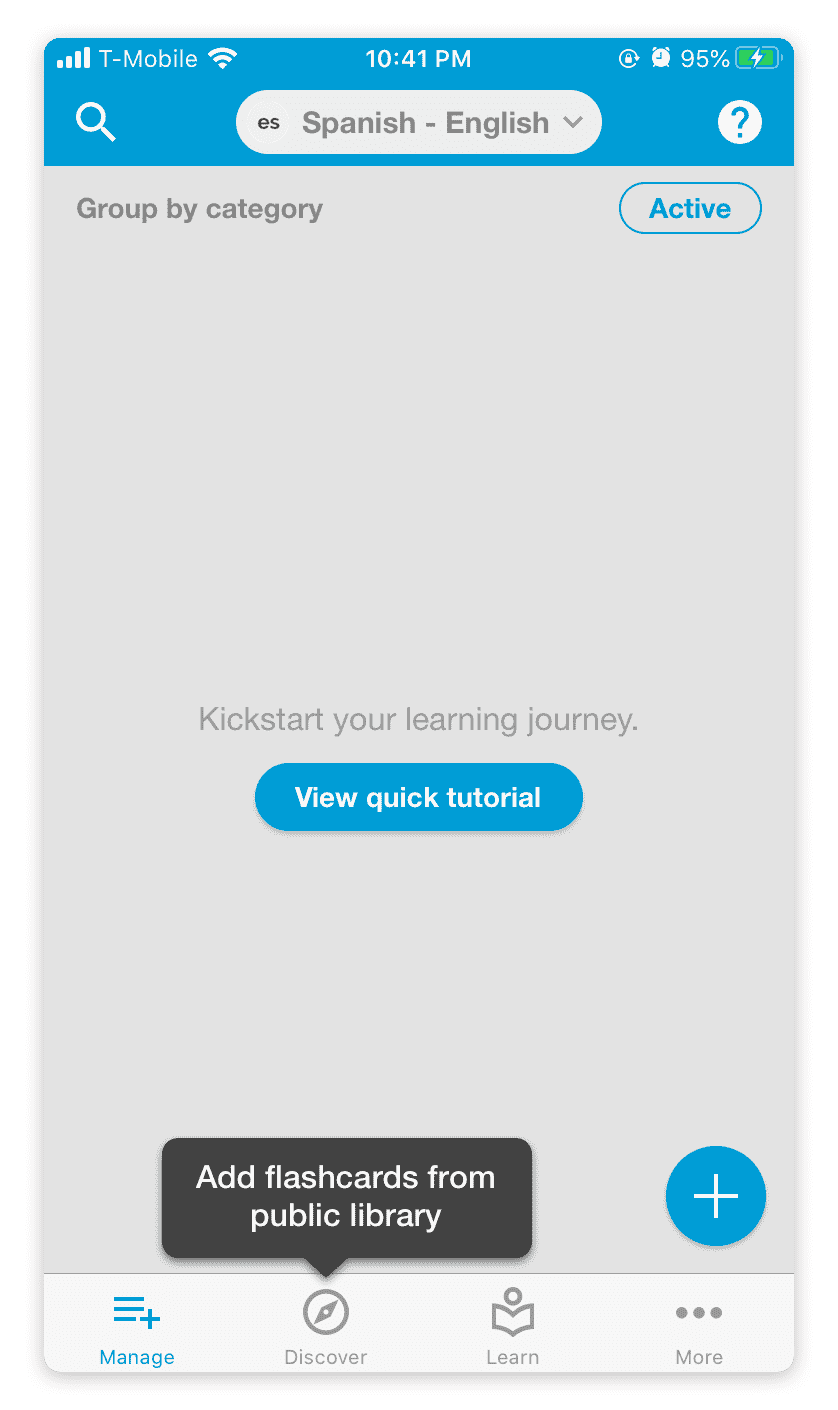 T-Mobile 10:41 PM 95%
es Spanish - English ?
Group by category Active
Kickstart your learning journey.
View quick tutorial
Add flashcards from
public library
Manage Discover Learn More